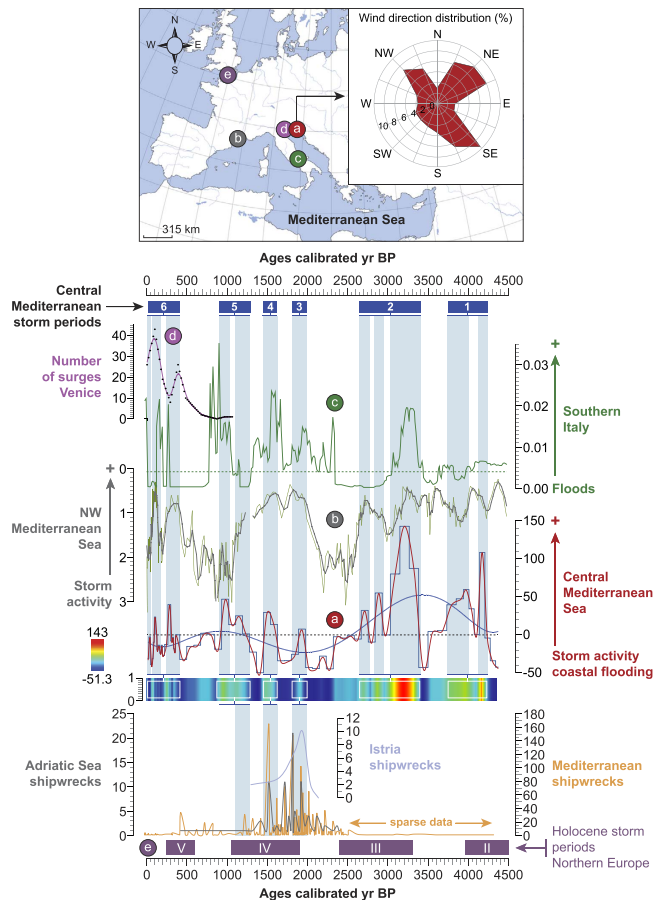 Wind direction distribution (%)
N
NW
NE
W
E
0
2
4
6
8
10
SW
SE
S
N
W
E
S
e
d
a
b
c
Mediterranean Sea
315 km
Ages calibrated yr BP
0 500 1000 1500 2000 2500 3000 3500 4000 4500
Central
Mediterranean
storm periods
6 5 4 3 2 1
d
Number
of surges
Venice
40
30
20
10
0
c
+
0.03
0.02
0.01
0.00
Southern
Italy
Floods
+
NW
Mediterranean
Sea
Storm
activity
0
1
2
3
b
+
150
100
50
0
-50
Central
Mediterranean
Sea
Storm activity
coastal flooding
a
143
-51.3
1
0
Adriatic Sea
shipwrecks
25
20
15
10
5
0
12
10
8
6
4
2
0
Istria
shipwrecks
180
160
140
120
100
80
60
40
20
0
Mediterranean
shipwrecks
sparse data
e
V IV III II
Holocene storm
periods
Northern Europe
0 500 1000 1500 2000 2500 3000 3500 4000 4500
Ages calibrated yr BP